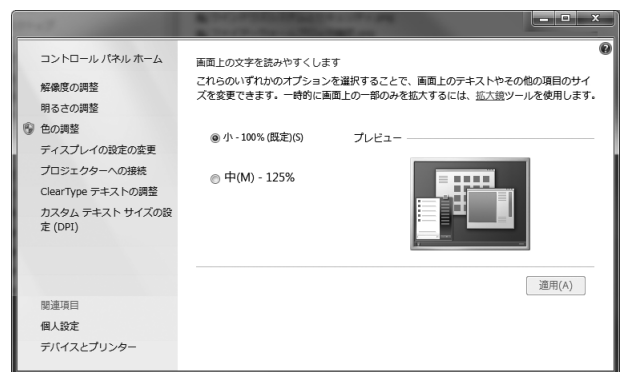 コントロール パネル ホーム
解像度の調整
明るさの調整
色の調整
ディスプレイの設定の変更
プロジェクターへの接続
ClearType テキストの調整
カスタム テキスト サイズの設
定 (DPI)
関連項目
個人設定
デバイスとプリンター
画面上の文字を読みやすくします
これらのいずれかのオプションを選択することで、画面上のテキストやその他の項目のサイ
ズを変更できます。一時的に画面上の一部のみを拡大するには、拡大鏡ツールを使用します。
小 - 100% (既定)(S)
プレビュー
中(M) - 125%
適用(A)